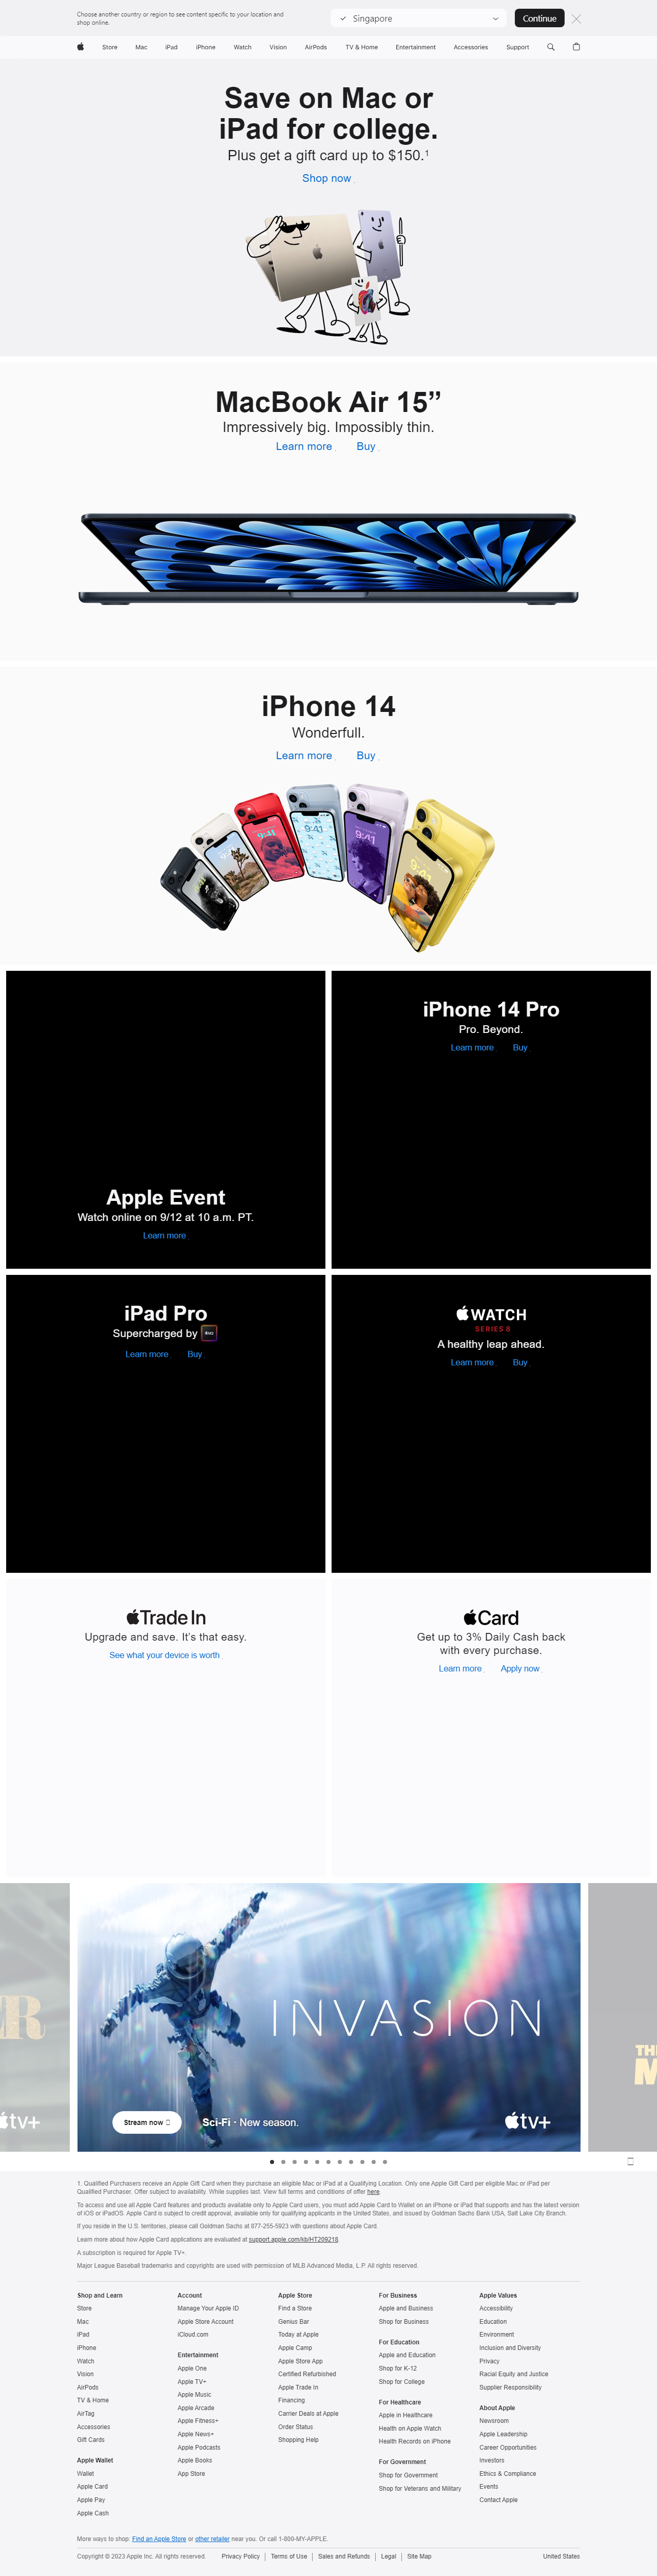 Choose another country or region to see content specific to your location and
shop online.
Singapore
Continue
Store Mac iPad iPhone Watch Vision AirPods TV & Home Entertainment Accessories Support
Save on Mac or
iPad for college.
Plus get a gift card up to $150.¹
Shop now
MacBook Air 15”
Impressively big. Impossibly thin.
Learn more Buy
iPhone 14
Wonderfull.
Learn more Buy
9:41
9:41
9:41
9:41
Apple Event
Watch online on 9/12 at 10 a.m. PT.
Learn more
iPhone 14 Pro
Pro. Beyond.
Learn more Buy
iPad Pro
Supercharged by M2
Learn more Buy
WATCH
SERIES 8
A healthy leap ahead.
Learn more Buy
Trade In
Upgrade and save. It’s that easy.
See what your device is worth
Card
Get up to 3% Daily Cash back
with every purchase.
Learn more Apply now
R
tv+
INVASION
Stream now
Sci-Fi · New season.
tv+
THE
M
1. Qualified Purchasers receive an Apple Gift Card when they purchase an eligible Mac or iPad at a Qualifying Location. Only one Apple Gift Card per eligible Mac or iPad per
Qualified Purchaser. Offer subject to availability. While supplies last. View full terms and conditions of offer here.
To access and use all Apple Card features and products available only to Apple Card users, you must add Apple Card to Wallet on an iPhone or iPad that supports and has the latest version
of iOS or iPadOS. Apple Card is subject to credit approval, available only for qualifying applicants in the United States, and issued by Goldman Sachs Bank USA, Salt Lake City Branch.
If you reside in the U.S. territories, please call Goldman Sachs at 877-255-5923 with questions about Apple Card.
Learn more about how Apple Card applications are evaluated at support.apple.com/kb/HT209218.
A subscription is required for Apple TV+.
Major League Baseball trademarks and copyrights are used with permission of MLB Advanced Media, L.P. All rights reserved.
Shop and Learn
Store
Mac
iPad
iPhone
Watch
Vision
AirPods
TV & Home
AirTag
Accessories
Gift Cards
Apple Wallet
Wallet
Apple Card
Apple Pay
Apple Cash
Account
Manage Your Apple ID
Apple Store Account
iCloud.com
Entertainment
Apple One
Apple TV+
Apple Music
Apple Arcade
Apple Fitness+
Apple News+
Apple Podcasts
Apple Books
App Store
Apple Store
Find a Store
Genius Bar
Today at Apple
Apple Camp
Apple Store App
Certified Refurbished
Apple Trade In
Financing
Carrier Deals at Apple
Order Status
Shopping Help
For Business
Apple and Business
Shop for Business
For Education
Apple and Education
Shop for K-12
Shop for College
For Healthcare
Apple in Healthcare
Health on Apple Watch
Health Records on iPhone
For Government
Shop for Government
Shop for Veterans and Military
Apple Values
Accessibility
Education
Environment
Inclusion and Diversity
Privacy
Racial Equity and Justice
Supplier Responsibility
About Apple
Newsroom
Apple Leadership
Career Opportunities
Investors
Ethics & Compliance
Events
Contact Apple
More ways to shop: Find an Apple Store or other retailer near you. Or call 1-800-MY-APPLE.
Copyright © 2023 Apple Inc. All rights reserved. Privacy Policy Terms of Use Sales and Refunds Legal Site Map United States